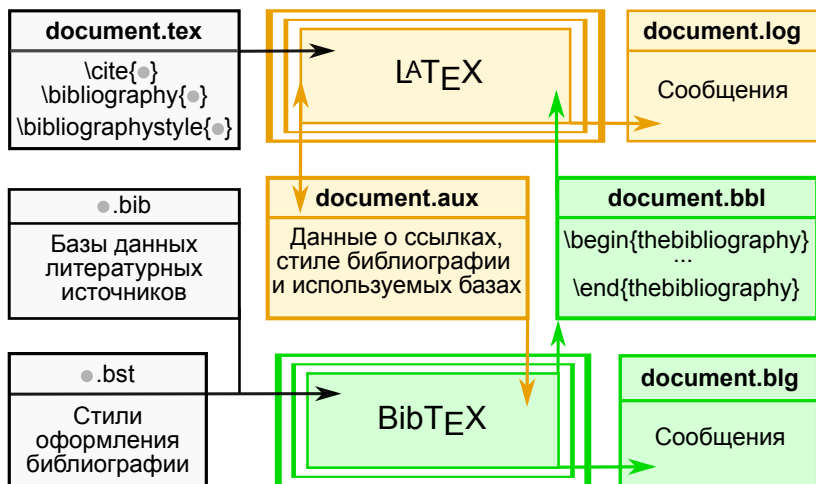 document.tex
\cite{●}
\bibliography{●}
\bibliographystyle{●}
LATEX
document.log
Сообщения
●.bib
Базы данных
литературных
источников
document.aux
Данные о ссылках,
стиле библиографии
и используемых базах
document.bbl
\begin{thebibliography}
...
\end{thebibliography}
●.bst
Стили
оформления
библиографии
BibTEX
document.blg
Сообщения